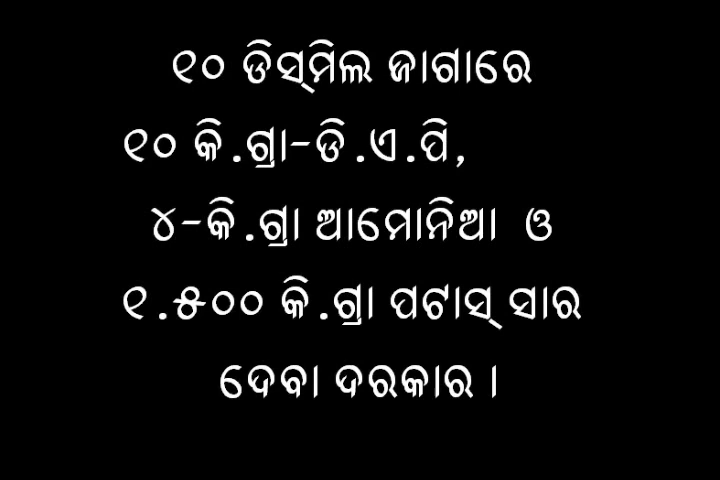 ୧୦ ଡିସ୍‌ମିଲ ଜାଗାରେ
୧୦ କି.ଗ୍ରା-ଡି.ଏ.ପି,
୪-କି.ଗ୍ରା ଆମୋନିଆ ଓ
୧.୫୦୦ କି.ଗ୍ରା ପଟାସ୍ ସାର
ଦେବା ଦରକାର ।